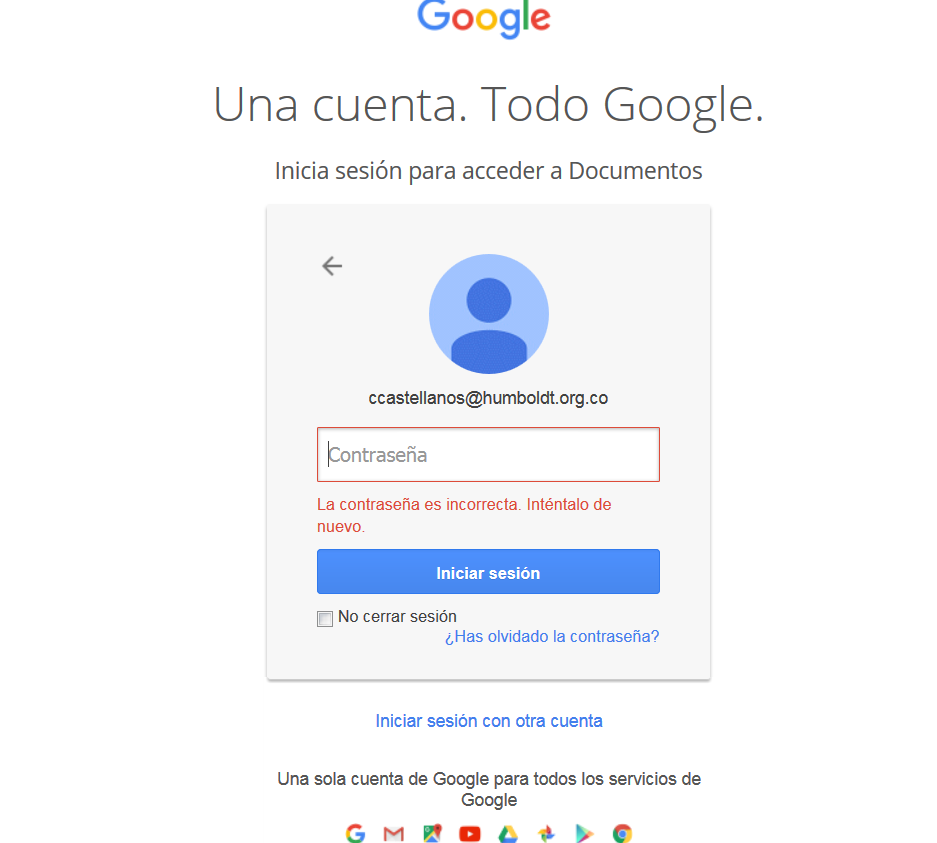 Google
Una cuenta. Todo Google.
Inicia sesión para acceder a Documentos
ccastellanos@humboldt.org.co
Contraseña
La contraseña es incorrecta. Inténtalo de
nuevo.
Iniciar sesión
No cerrar sesión
¿Has olvidado la contraseña?
Iniciar sesión con otra cuenta
Una sola cuenta de Google para todos los servicios de
Google